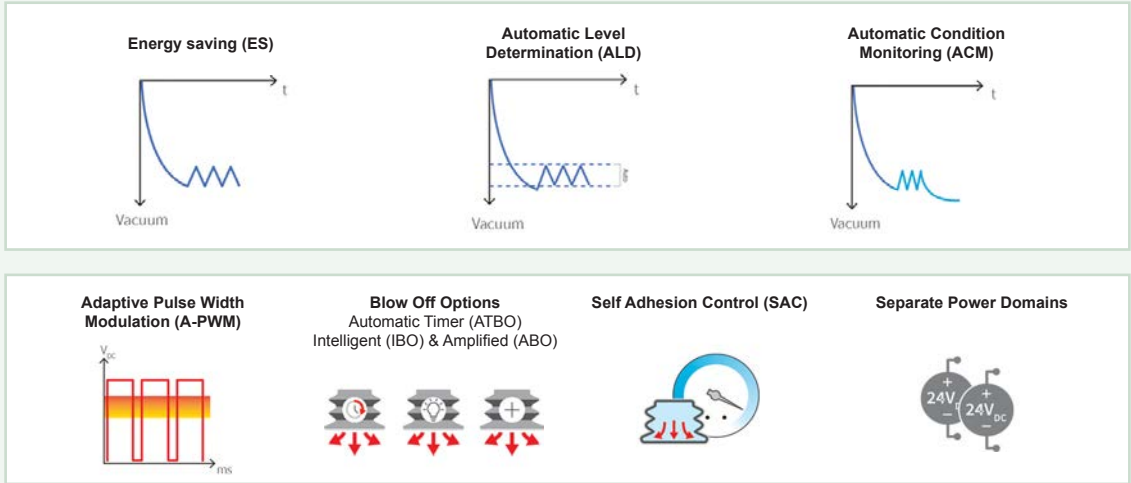 Energy saving (ES)
t
Vacuum
Automatic Level
Determination (ALD)
t
Vacuum
Automatic Condition
Monitoring (ACM)
t
Vacuum
Adaptive Pulse Width
Modulation (A-PWM)
VDC
ms
Blow Off Options
Automatic Timer (ATBO)
Intelligent (IBO) & Amplified (ABO)
+
Self Adhesion Control (SAC)
Separate Power Domains
+
24VD
−
+
24VDC
−